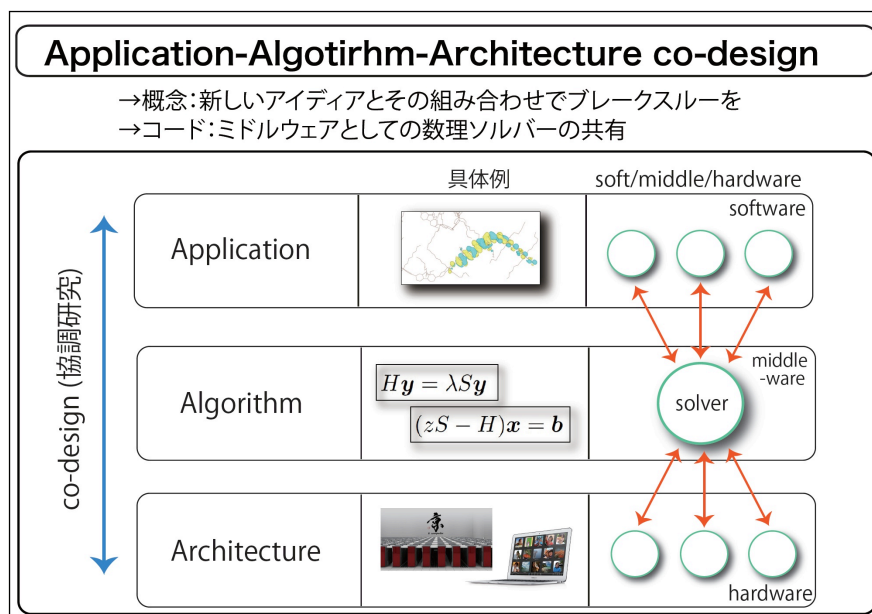 Application-Algotirhm-Architecture co-design
→概念:新しいアイディアとその組み合わせでブレークスルーを
→コード:ミドルウェアとしての数理ソルバーの共有
具体例
soft/middle/hardware
co-design (協調研究)
Application
software
Algorithm
Hy = λSy
(zS − H)x = b
solver
middle
-ware
Architecture
京
hardware